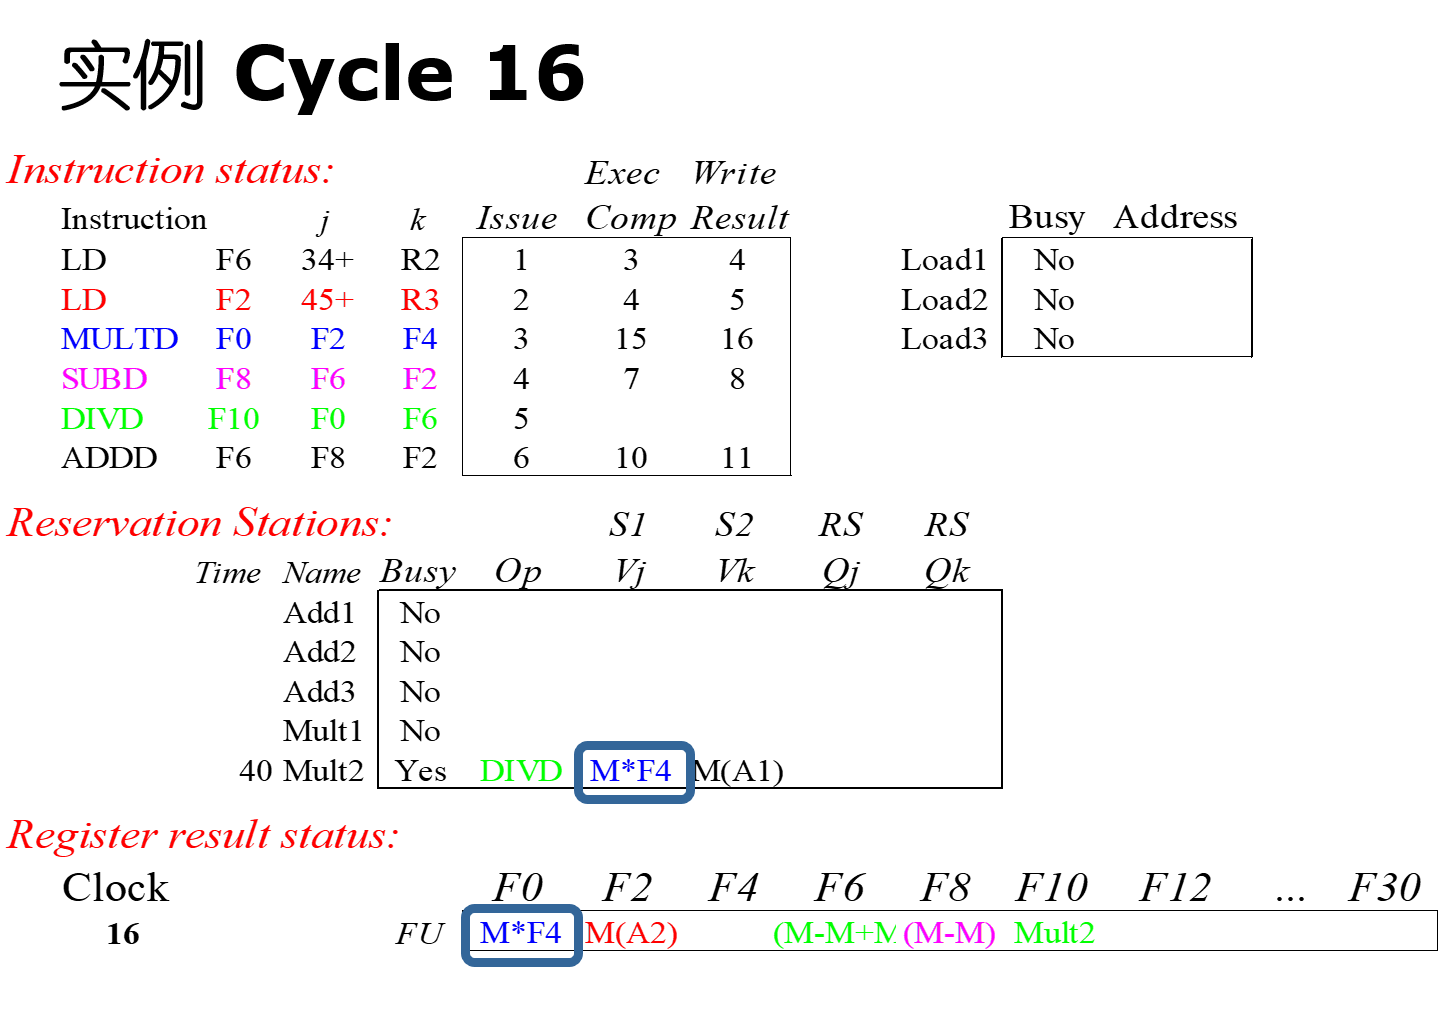 实例 Cycle 16
Instruction status:
Exec Write
Instruction j k Issue Comp Result Busy Address
LD F6 34+ R2 1 3 4 Load1 No
LD F2 45+ R3 2 4 5 Load2 No
MULTD F0 F2 F4 3 15 16 Load3 No
SUBD F8 F6 F2 4 7 8
DIVD F10 F0 F6 5
ADDD F6 F8 F2 6 10 11
Reservation Stations: S1 S2 RS RS
Time Name Busy Op Vj Vk Qj Qk
Add1 No
Add2 No
Add3 No
Mult1 No
40 Mult2 Yes DIVD M*F4 M(A1)
Register result status:
Clock F0 F2 F4 F6 F8 F10 F12 ... F30
16 FU M*F4 M(A2) (M-M+M (M-M) Mult2